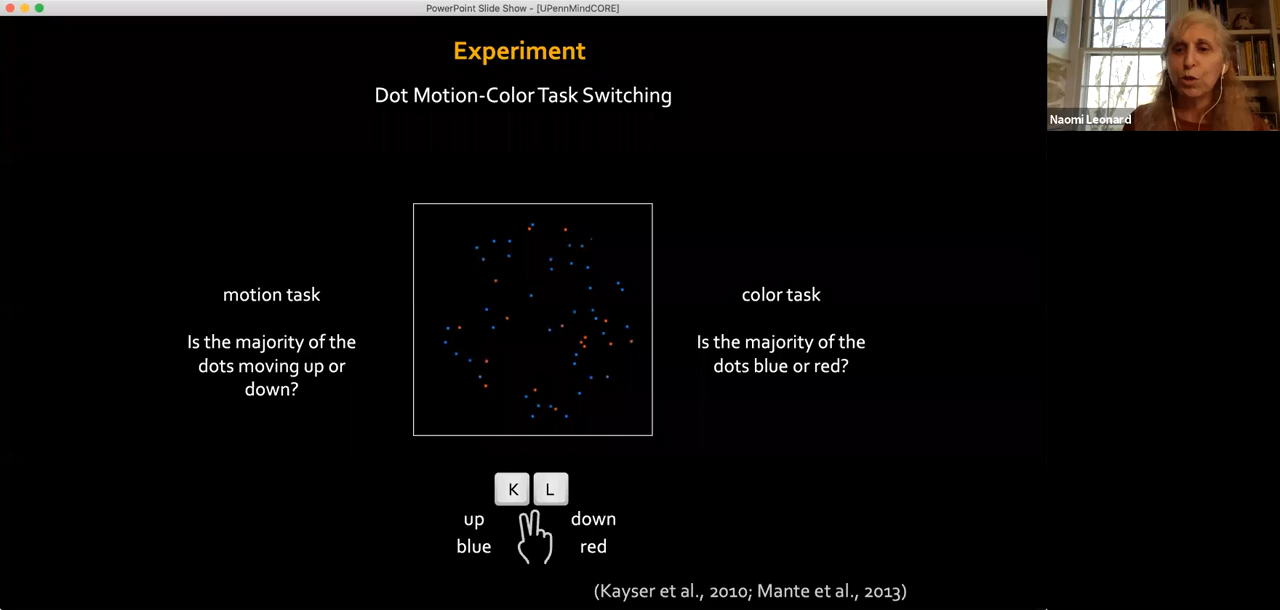 PowerPoint Slide Show - [UPennMindCORE]
Experiment
Dot Motion-Color Task Switching
Naomi Leonard
motion task
Is the majority of the
dots moving up or
down?
color task
Is the majority of the
dots blue or red?
K L
up down
blue red
(Kayser et al., 2010; Mante et al., 2013)